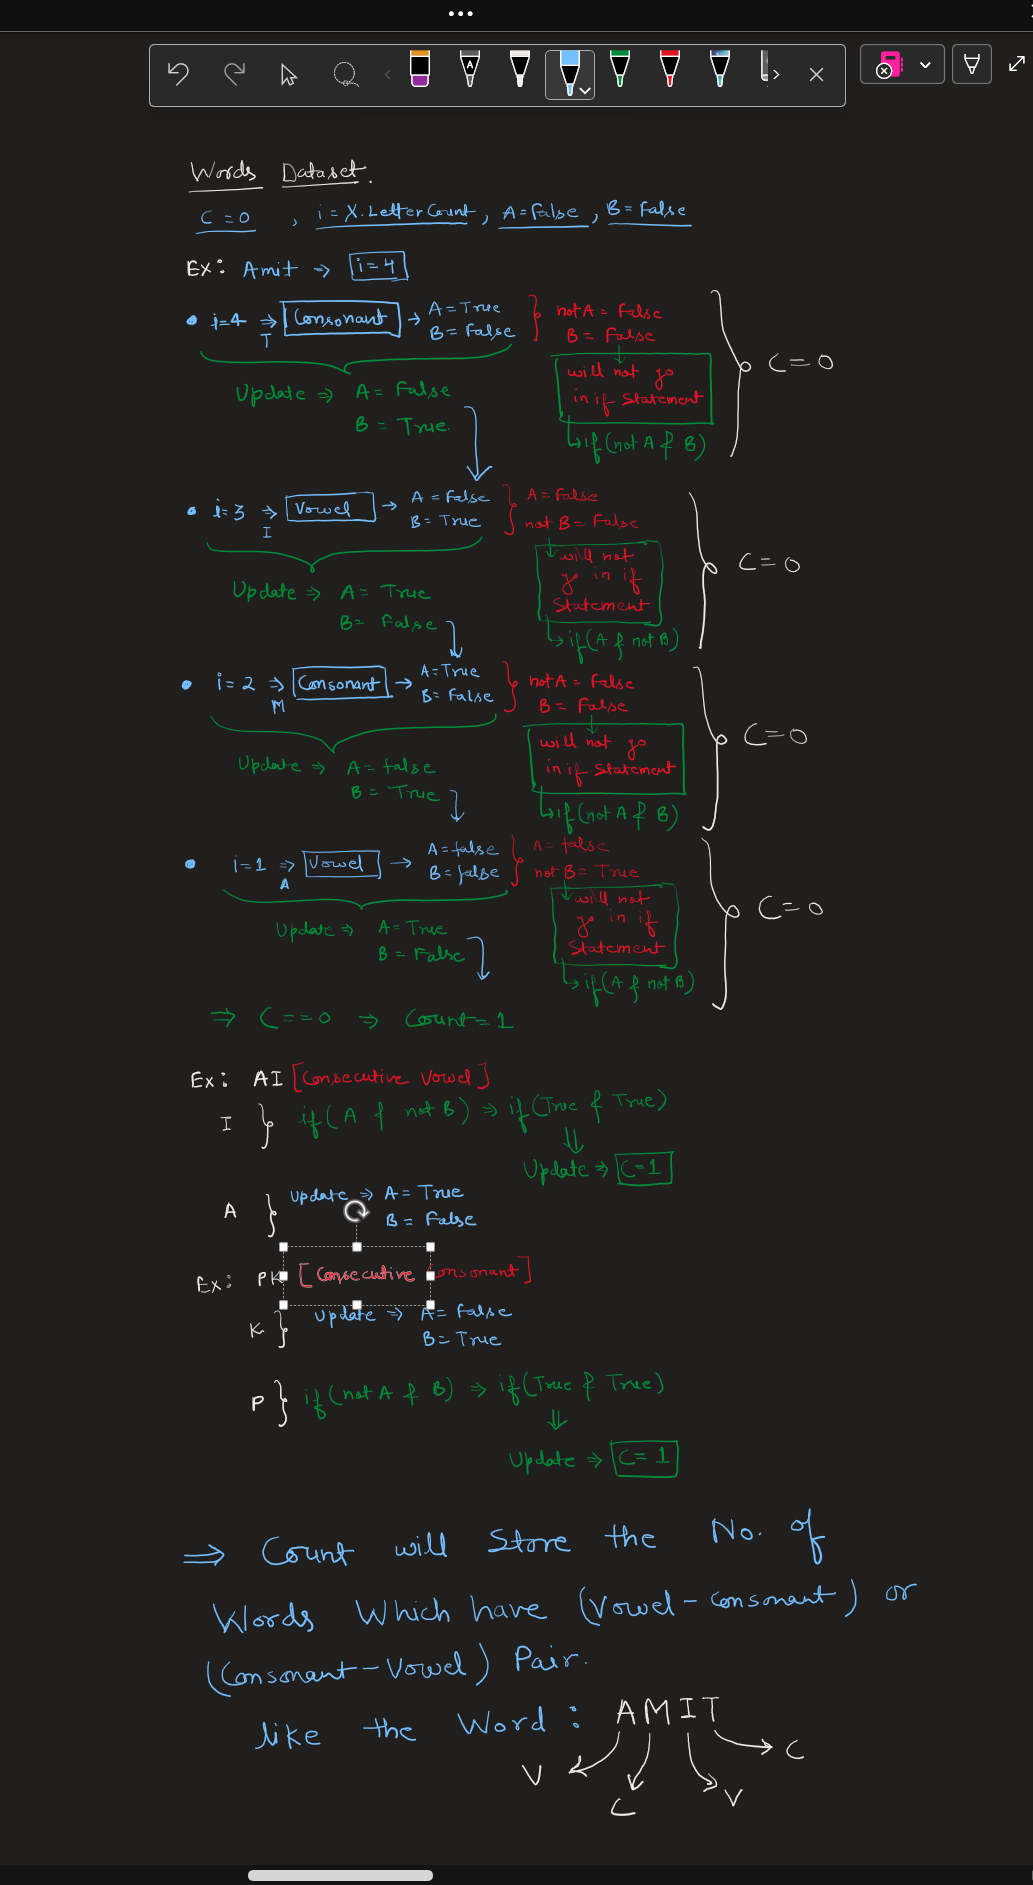 Words Dataset.
C = 0 , i = X.LetterCount, A = False, B = False
Ex: Amit ⇒ i = 4
• i=4 ⇒ Consonant → A = True
B = False
T
not A = False
B = False
will not go
in if Statement
↳ if (not A & B)
C = 0
Update ⇒ A = False
B = True.
• i=3 ⇒ Vowel → A = False
B = True
I
A = False
not B = False
will not
go in if
Statement
↳ if (A & not B)
C = 0
Update ⇒ A = True
B = False
• i = 2 ⇒ Consonant → A = True
B = False
M
not A = False
B = False
will not go
in if Statement
↳ if (not A & B)
C = 0
Update ⇒ A = false
B = True
• i=1 ⇒ Vowel → A = false
B = false
A
A = false
not B = True
will not
go in if
Statement
↳ if (A & not B)
C = 0
Update ⇒ A = True
B = False
⇒ C == 0 ⇒ Count = 1
Ex: AI [Consecutive Vowel]
I } if ( A & not B ) ⇒ if (True & True)
⇓
Update ⇒ C = 1
A } Update ⇒ A = True
B = False
Ex: PK [Consecutive Consonant]
K } Update ⇒ A = False
B = True
P } if (not A & B) ⇒ if (True & True)
⇓
Update ⇒ C = 1
⇒ Count will Store the No. of
Words Which have (Vowel - Consonant) or
(Consonant - Vowel) Pair.
like the Word : AMIT
V C V C